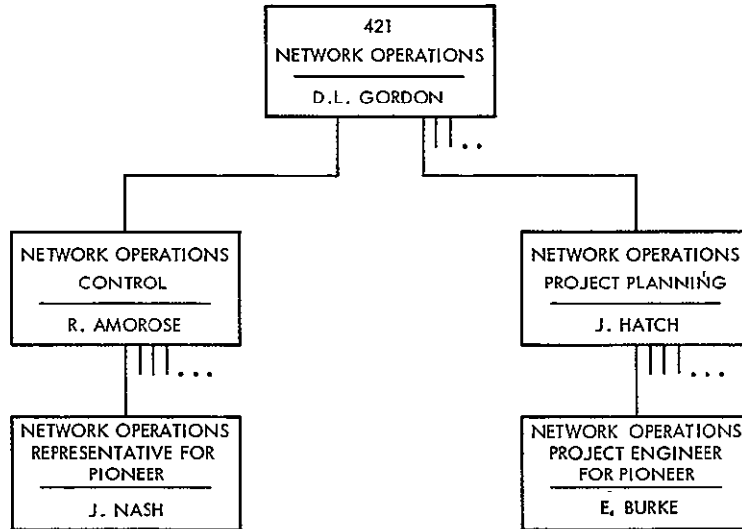 421
NETWORK OPERATIONS
D.L. GORDON
NETWORK OPERATIONS
CONTROL
R. AMOROSE
NETWORK OPERATIONS
PROJECT PLANNING
J. HATCH
NETWORK OPERATIONS
REPRESENTATIVE FOR
PIONEER
J. NASH
NETWORK OPERATIONS
PROJECT ENGINEER
FOR PIONEER
E. BURKE